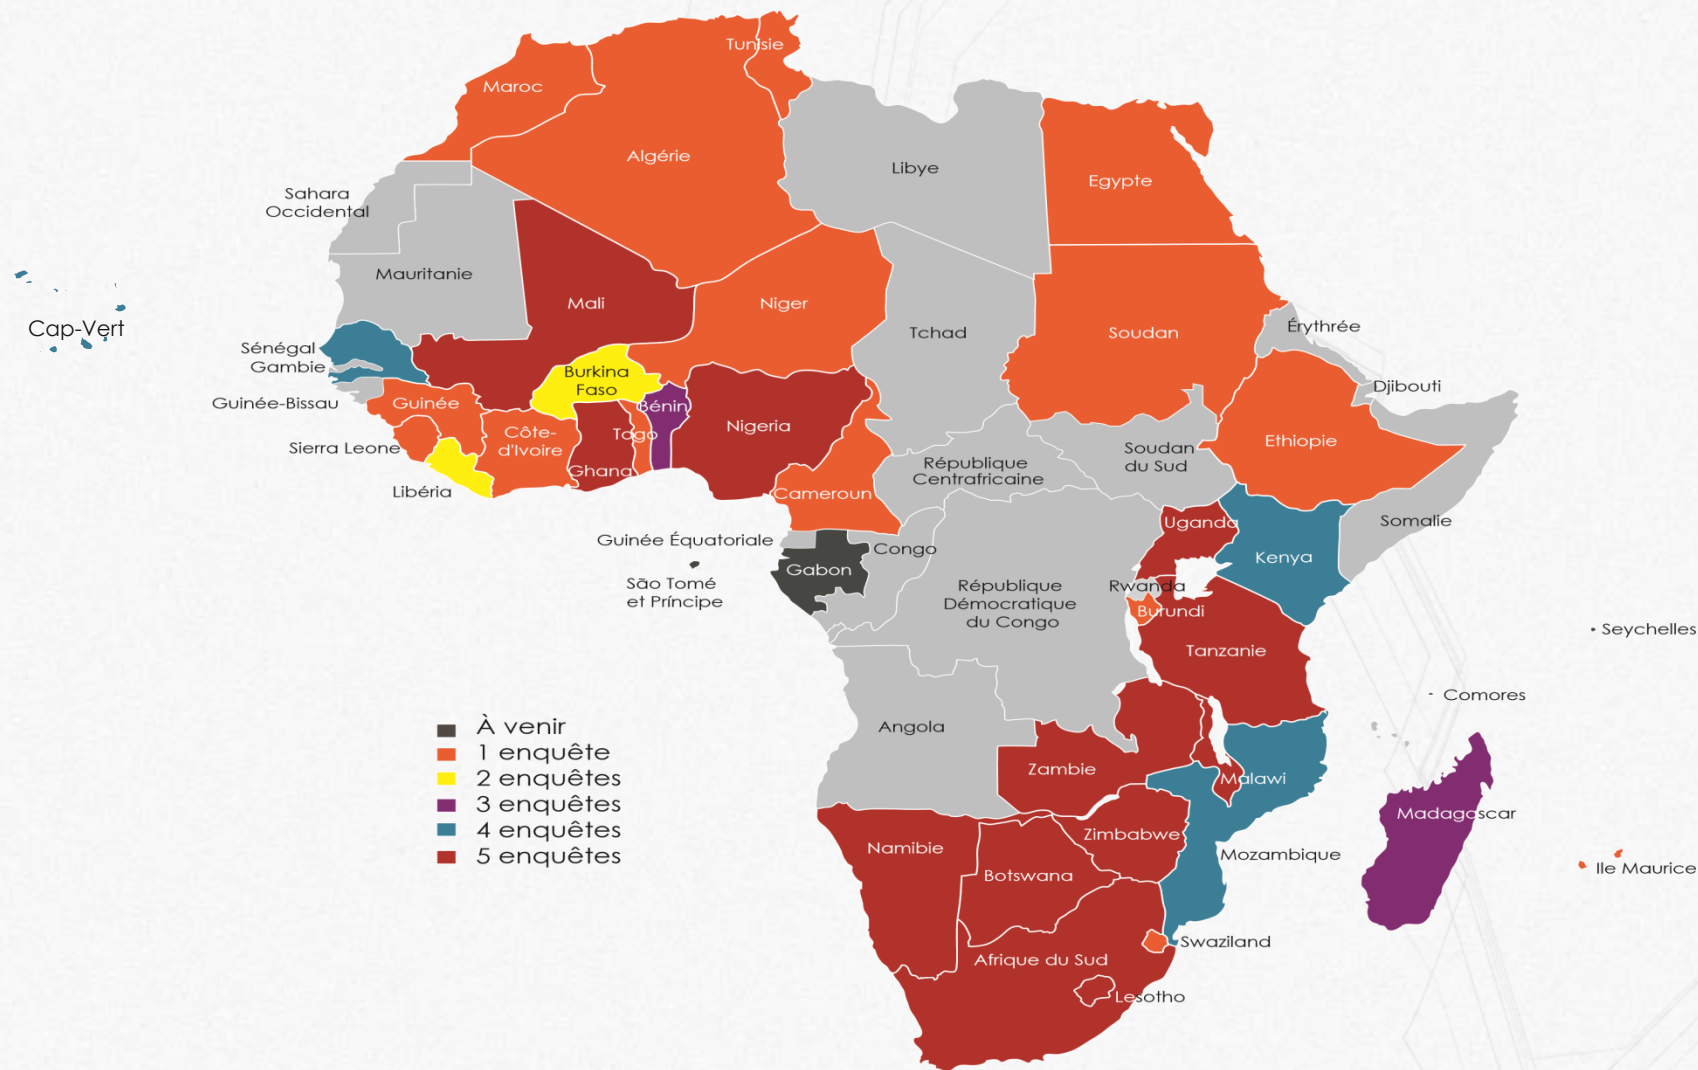 Tunisie
Maroc
Algérie
Libye
Egypte
Sahara
Occidental
Mauritanie
Mali
Niger
Tchad
Soudan
Érythrée
Cap-Vert
Sénégal
Gambie
Burkina
Faso
Djibouti
Guinée-Bissau
Guinée
Bénin
Nigeria
Côte-
d'Ivoire
Togo
Ethiopie
Sierra Leone
Soudan
du Sud
Ghana
République
Centrafricaine
Libéria
Cameroun
Somalie
Uganda
Guinée Équatoriale
Congo
Kenya
Gabon
São Tomé
et Príncipe
République
Démocratique
du Congo
Rwanda
Burundi
Seychelles
Tanzanie
Comores
Angola
Zambie
Malawi
Madagascar
Zimbabwe
Namibie
Mozambique
Ile Maurice
Botswana
Swaziland
Afrique du Sud
Lesotho
À venir
1 enquête
2 enquêtes
3 enquêtes
4 enquêtes
5 enquêtes